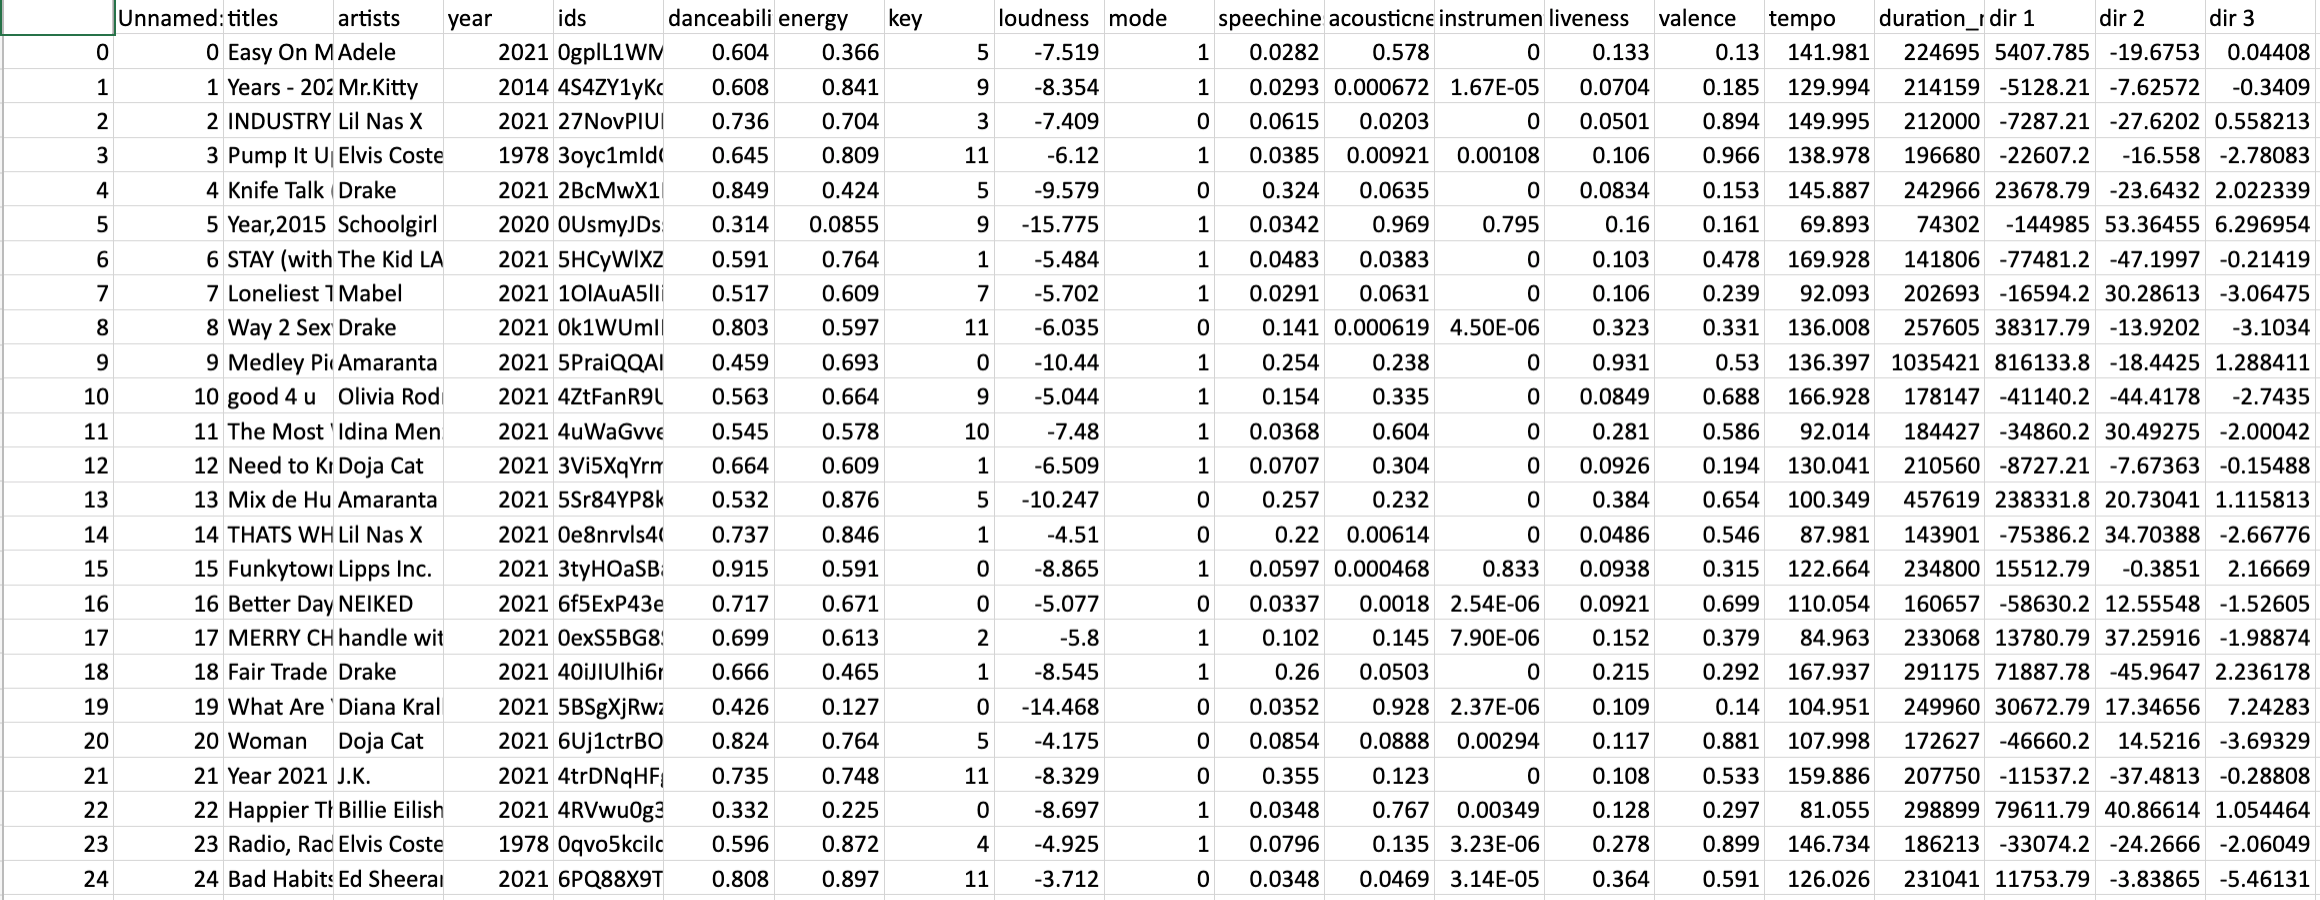 Unnamed: titles artists year ids danceabili energy key loudness mode speechine acousticne instrumen liveness valence tempo duration_r dir 1 dir 2 dir 3
0 0 Easy On M Adele 2021 0gplL1WM 0.604 0.366 5 -7.519 1 0.0282 0.578 0 0.133 0.13 141.981 224695 5407.785 -19.6753 0.04408
1 1 Years - 202 Mr.Kitty 2014 4S4ZY1yKc 0.608 0.841 9 -8.354 1 0.0293 0.000672 1.67E-05 0.0704 0.185 129.994 214159 -5128.21 -7.62572 -0.3409
2 2 INDUSTRY Lil Nas X 2021 27NovPIUI 0.736 0.704 3 -7.409 0 0.0615 0.0203 0 0.0501 0.894 149.995 212000 -7287.21 -27.6202 0.558213
3 3 Pump It U Elvis Coste 1978 3oyc1mld 0.645 0.809 11 -6.12 1 0.0385 0.00921 0.00108 0.106 0.966 138.978 196680 -22607.2 -16.558 -2.78083
4 4 Knife Talk ( Drake 2021 2BcMwX1 0.849 0.424 5 -9.579 0 0.324 0.0635 0 0.0834 0.153 145.887 242966 23678.79 -23.6432 2.022339
5 5 Year,2015 Schoolgirl 2020 0UsmyJDs 0.314 0.0855 9 -15.775 1 0.0342 0.969 0.795 0.16 0.161 69.893 74302 -144985 53.36455 6.296954
6 6 STAY (with The Kid LA 2021 5HCyWlXZ 0.591 0.764 1 -5.484 1 0.0483 0.0383 0 0.103 0.478 169.928 141806 -77481.2 -47.1997 -0.21419
7 7 Loneliest T Mabel 2021 1OlAuA5lli 0.517 0.609 7 -5.702 1 0.0291 0.0631 0 0.106 0.239 92.093 202693 -16594.2 30.28613 -3.06475
8 8 Way 2 Sex Drake 2021 0k1WUmll 0.803 0.597 11 -6.035 0 0.141 0.000619 4.50E-06 0.323 0.331 136.008 257605 38317.79 -13.9202 -3.1034
9 9 Medley Pi Amaranta 2021 5PraiQQAI 0.459 0.693 0 -10.44 1 0.254 0.238 0 0.931 0.53 136.397 1035421 816133.8 -18.4425 1.288411
10 10 good 4 u Olivia Rod 2021 4ZtFanR9U 0.563 0.664 9 -5.044 1 0.154 0.335 0 0.0849 0.688 166.928 178147 -41140.2 -44.4178 -2.7435
11 11 The Most Idina Men 2021 4uWaGvve 0.545 0.578 10 -7.48 1 0.0368 0.604 0 0.281 0.586 92.014 184427 -34860.2 30.49275 -2.00042
12 12 Need to Kr Doja Cat 2021 3Vi5XqYrm 0.664 0.609 1 -6.509 1 0.0707 0.304 0 0.0926 0.194 130.041 210560 -8727.21 -7.67363 -0.15488
13 13 Mix de Hu Amaranta 2021 5Sr84YP8k 0.532 0.876 5 -10.247 0 0.257 0.232 0 0.384 0.654 100.349 457619 238331.8 20.73041 1.115813
14 14 THATS WH Lil Nas X 2021 0e8nrvls4 0.737 0.846 1 -4.51 0 0.22 0.00614 0 0.0486 0.546 87.981 143901 -75386.2 34.70388 -2.66776
15 15 Funkytow Lipps Inc. 2021 3tyHOaSB 0.915 0.591 0 -8.865 1 0.0597 0.000468 0.833 0.0938 0.315 122.664 234800 15512.79 -0.3851 2.16669
16 16 Better Day NEIKED 2021 6f5ExP43e 0.717 0.671 0 -5.077 0 0.0337 0.0018 2.54E-06 0.0921 0.699 110.054 160657 -58630.2 12.55548 -1.52605
17 17 MERRY CH handle wit 2021 0exS5BG8 0.699 0.613 2 -5.8 1 0.102 0.145 7.90E-06 0.152 0.379 84.963 233068 13780.79 37.25916 -1.98874
18 18 Fair Trade Drake 2021 40iJIUlhi6r 0.666 0.465 1 -8.545 1 0.26 0.0503 0 0.215 0.292 167.937 291175 71887.78 -45.9647 2.236178
19 19 What Are Diana Kral 2021 5BSgXjRwz 0.426 0.127 0 -14.468 0 0.0352 0.928 2.37E-06 0.109 0.14 104.951 249960 30672.79 17.34656 7.24283
20 20 Woman Doja Cat 2021 6Uj1ctrBO 0.824 0.764 5 -4.175 0 0.0854 0.0888 0.00294 0.117 0.881 107.998 172627 -46660.2 14.5216 -3.69329
21 21 Year 2021 J.K. 2021 4trDNqHF 0.735 0.748 11 -8.329 0 0.355 0.123 0 0.108 0.533 159.886 207750 -11537.2 -37.4813 -0.28808
22 22 Happier Th Billie Eilish 2021 4RVwu0g3 0.332 0.225 0 -8.697 1 0.0348 0.767 0.00349 0.128 0.297 81.055 298899 79611.79 40.86614 1.054464
23 23 Radio, Rad Elvis Coste 1978 0qvo5kcilc 0.596 0.872 4 -4.925 1 0.0796 0.135 3.23E-06 0.278 0.899 146.734 186213 -33074.2 -24.2666 -2.06049
24 24 Bad Habits Ed Sheerar 2021 6PQ88X9T 0.808 0.897 11 -3.712 0 0.0348 0.0469 3.14E-05 0.364 0.591 126.026 231041 11753.79 -3.83865 -5.46131